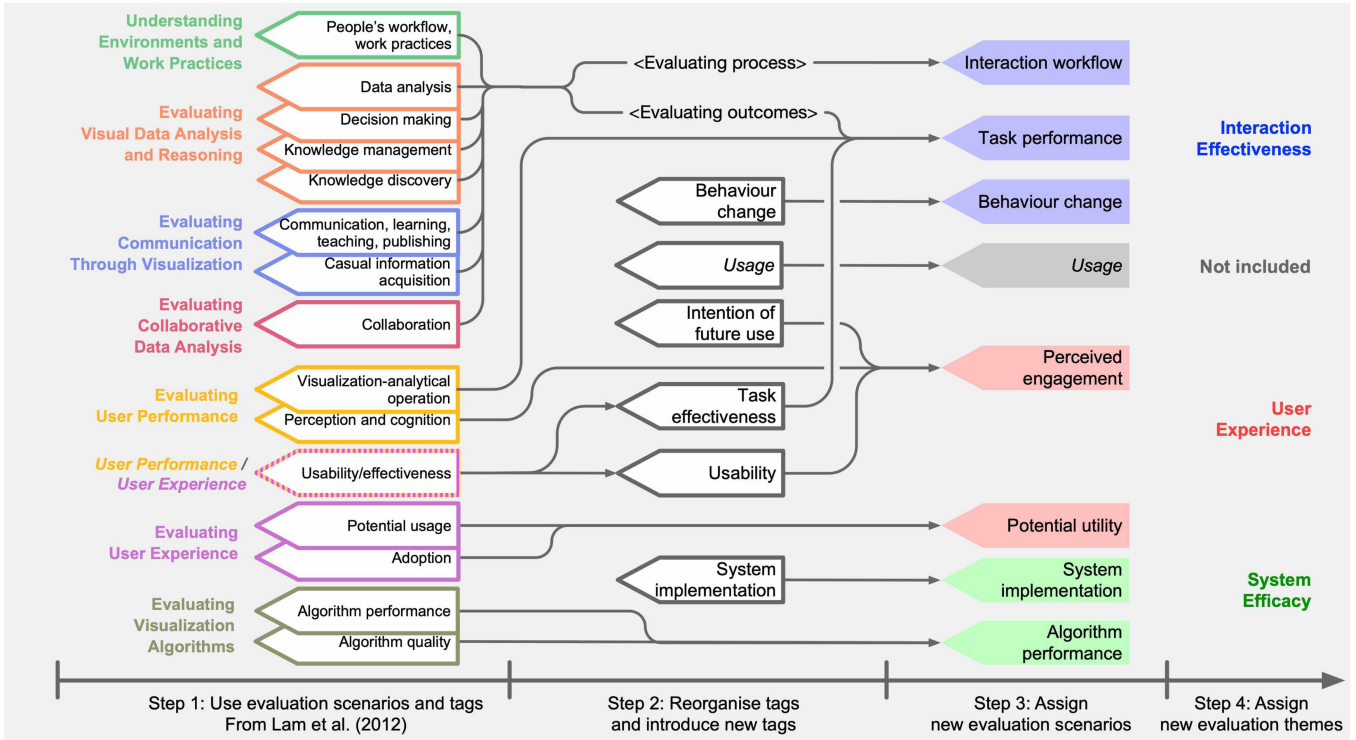 Understanding
Environments and
Work Practices
People's workflow,
work practices
Evaluating
Visual Data Analysis
and Reasoning
Data analysis
Decision making
Knowledge management
Knowledge discovery
Evaluating
Communication
Through Visualization
Communication, learning,
teaching, publishing
Casual information
acquisition
Evaluating
Collaborative
Data Analysis
Collaboration
Evaluating
User Performance
Visualization-analytical
operation
Perception and cognition
User Performance /
User Experience
Usability/effectiveness
Evaluating
User Experience
Potential usage
Adoption
Evaluating
Visualization
Algorithms
Algorithm performance
Algorithm quality
<Evaluating process>
<Evaluating outcomes>
Behaviour
change
Usage
Intention of
future use
Task
effectiveness
Usability
System
implementation
Interaction workflow
Task performance
Behaviour change
Usage
Perceived
engagement
Potential utility
System
implementation
Algorithm
performance
Interaction
Effectiveness
Not included
User
Experience
System
Efficacy
Step 1: Use evaluation scenarios and tags
From Lam et al. (2012)
Step 2: Reorganise tags
and introduce new tags
Step 3: Assign
new evaluation scenarios
Step 4: Assign
new evaluation themes